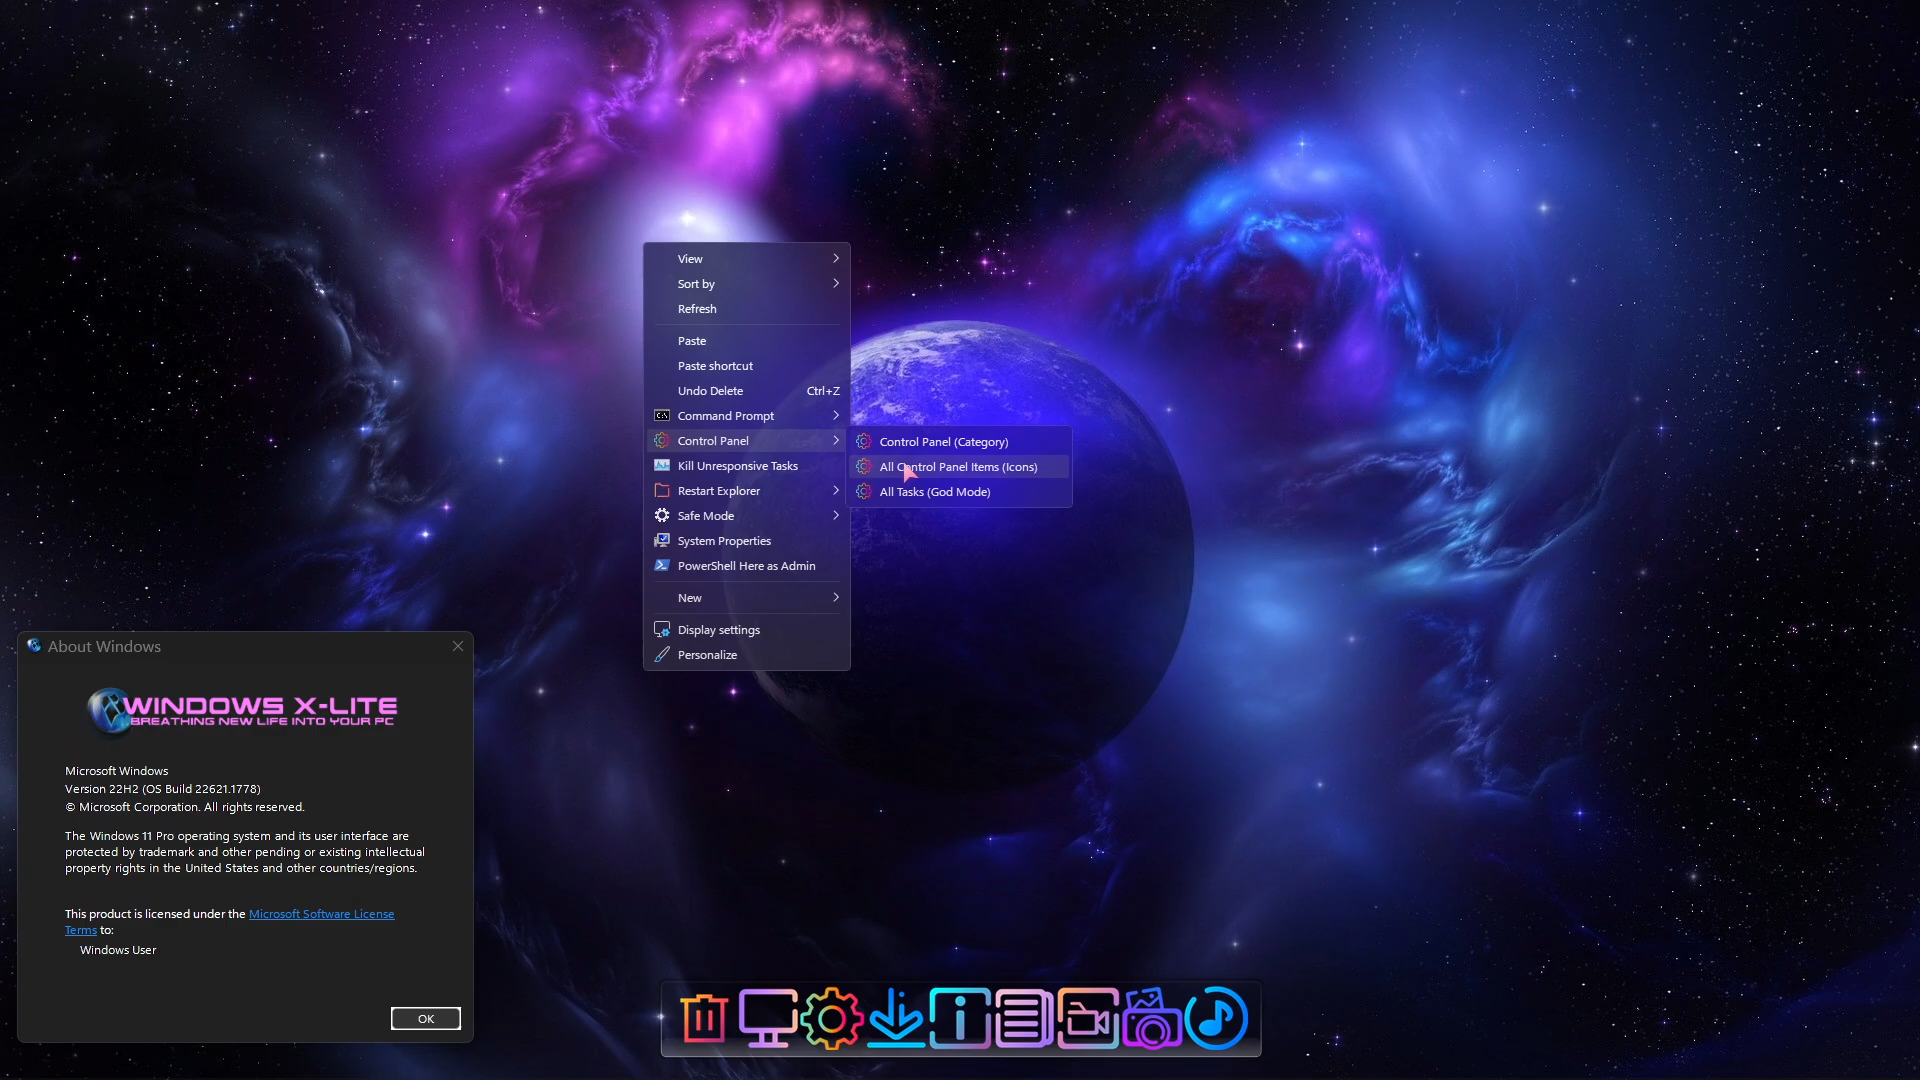 View
Sort by
Refresh
Paste
Paste shortcut
Undo Delete Ctrl+Z
Command Prompt
Control Panel
Kill Unresponsive Tasks
Restart Explorer
Safe Mode
System Properties
PowerShell Here as Admin
New
Display settings
Personalize
Control Panel (Category)
All Control Panel Items (Icons)
All Tasks (God Mode)
About Windows
WINDOWS X-LITE
BREATHING NEW LIFE INTO YOUR PC
Microsoft Windows
Version 22H2 (OS Build 22621.1778)
© Microsoft Corporation. All rights reserved.
The Windows 11 Pro operating system and its user interface are
protected by trademark and other pending or existing intellectual
property rights in the United States and other countries/regions.
This product is licensed under the Microsoft Software License
Terms to:
Windows User
OK